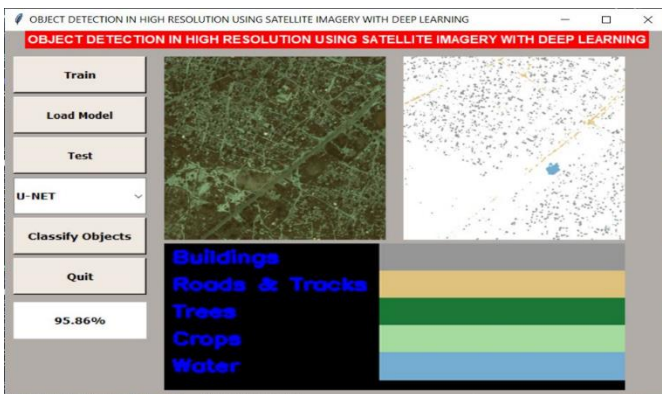 OBJECT DETECTION IN HIGH RESOLUTION USING SATELLITE IMAGERY WITH DEEP LEARNING
OBJECT DETECTION IN HIGH RESOLUTION USING SATELLITE IMAGERY WITH DEEP LEARNING
Train
Load Model
Test
U-NET
Classify Objects
Quit
95.86%
Buildings
Roads & Tracks
Trees
Crops
Water